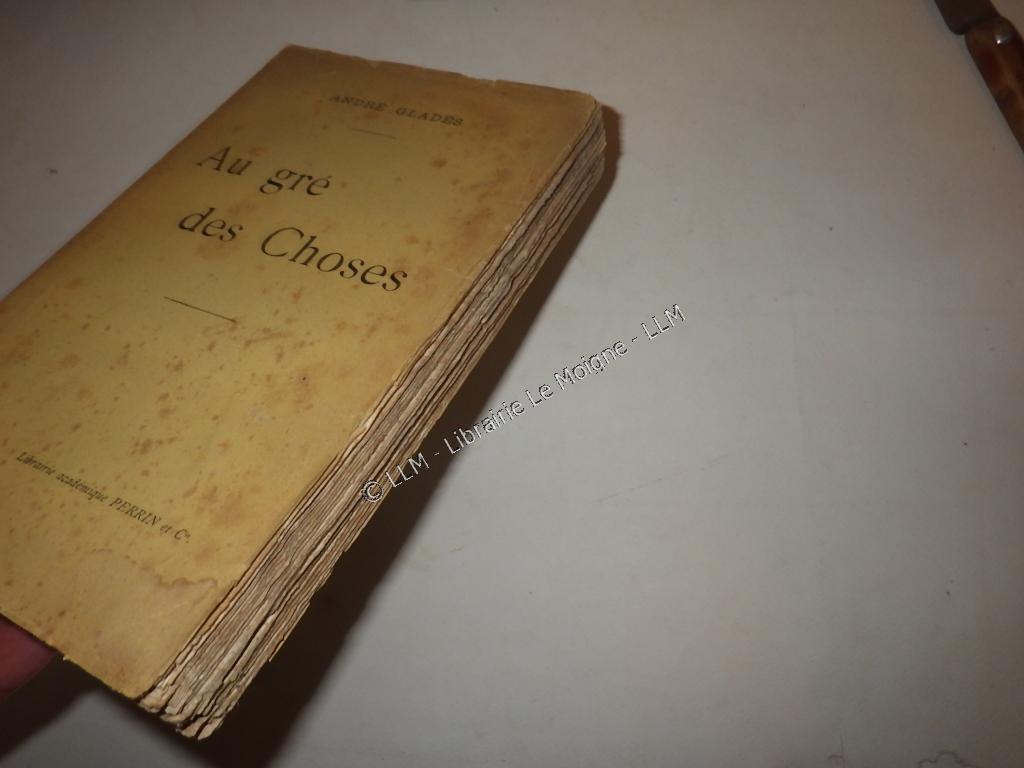 ANDRÉ GLADÈS
Au gré
des Choses
Librairie académique PERRIN et Cie
© LLM - Librairie Le Moigne - LLM